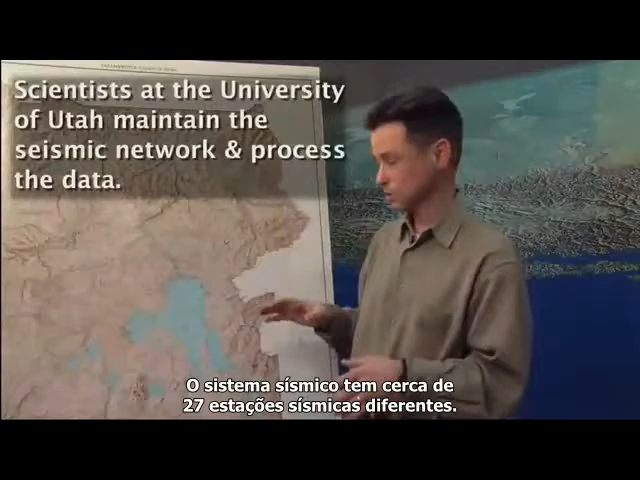 Scientists at the University
of Utah maintain the
seismic network & process
the data.
O sistema sísmico tem cerca de
27 estações sísmicas diferentes.